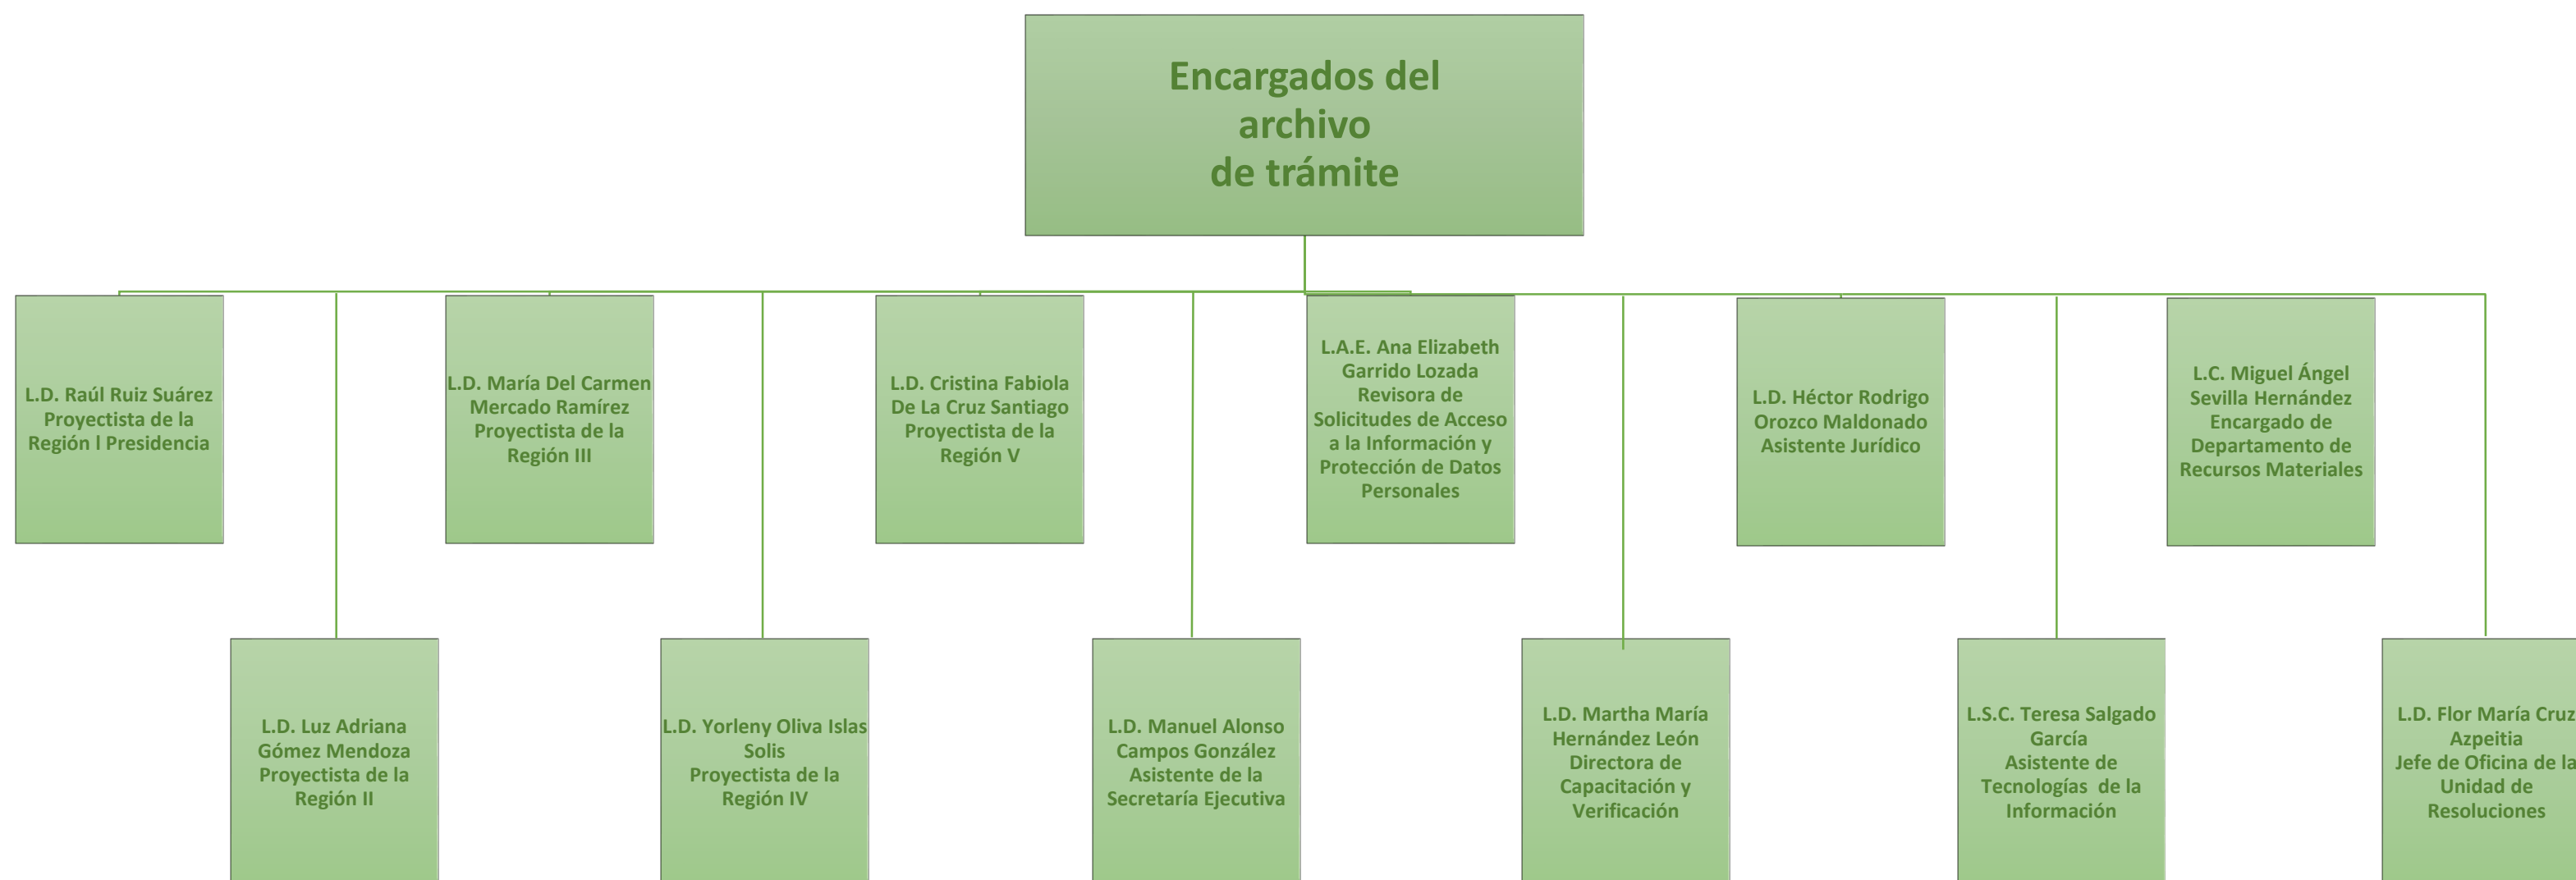 Encargados del
archivo
de trámite
L.D. Raúl Ruiz Suárez
Proyectista de la
Región l Presidencia
L.D. María Del Carmen
Mercado Ramírez
Proyectista de la
Región III
L.D. Cristina Fabiola
De La Cruz Santiago
Proyectista de la
Región V
L.A.E. Ana Elizabeth
Garrido Lozada
Revisora de
Solicitudes de Acceso
a la Información y
Protección de Datos
Personales
L.D. Héctor Rodrigo
Orozco Maldonado
Asistente Jurídico
L.C. Miguel Ángel
Sevilla Hernández
Encargado de
Departamento de
Recursos Materiales
L.D. Luz Adriana
Gómez Mendoza
Proyectista de la
Región II
L.D. Yorleny Oliva Islas
Solis
Proyectista de la
Región IV
L.D. Manuel Alonso
Campos González
Asistente de la
Secretaría Ejecutiva
L.D. Martha María
Hernández León
Directora de
Capacitación y
Verificación
L.S.C. Teresa Salgado
García
Asistente de
Tecnologías  de la
Información
L.D. Flor María Cruz
Azpeitia
Jefe de Oficina de la
Unidad de
Resoluciones